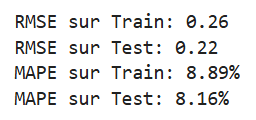 RMSE sur Train: 0.26
RMSE sur Test: 0.22
MAPE sur Train: 8.89%
MAPE sur Test: 8.16%